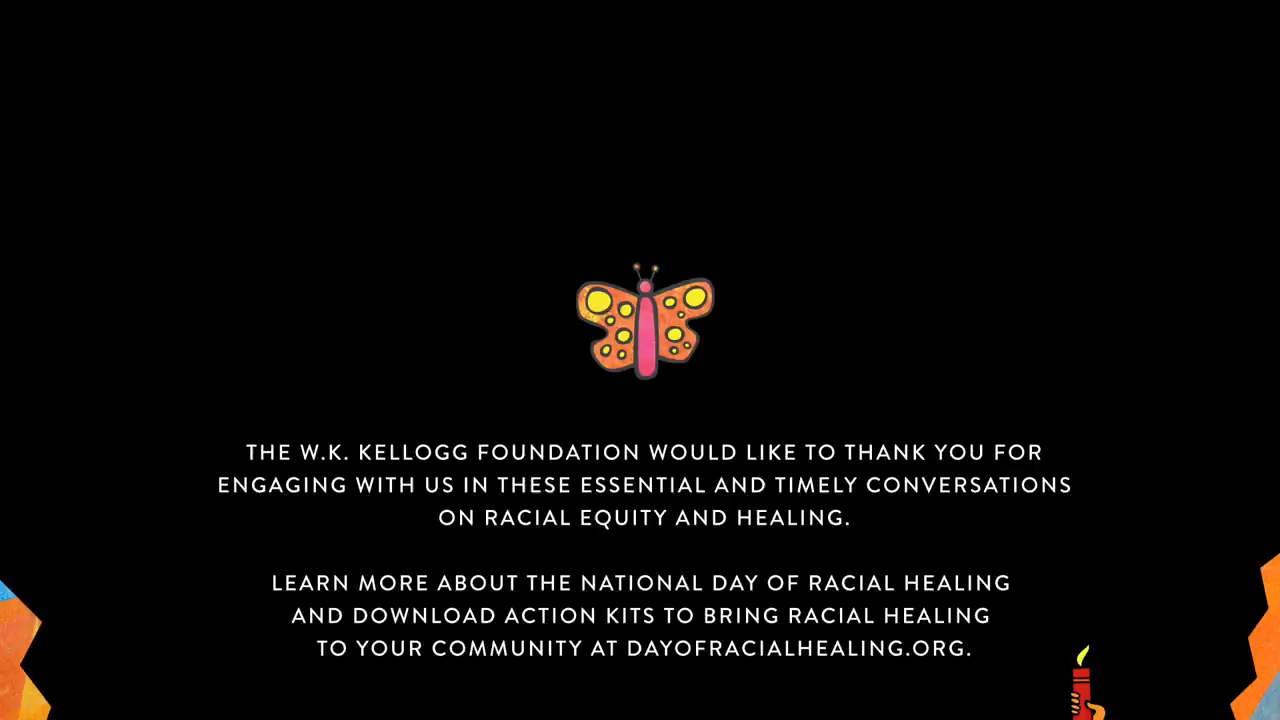 THE W.K. KELLOGG FOUNDATION WOULD LIKE TO THANK YOU FOR
ENGAGING WITH US IN THESE ESSENTIAL AND TIMELY CONVERSATIONS
ON RACIAL EQUITY AND HEALING.
LEARN MORE ABOUT THE NATIONAL DAY OF RACIAL HEALING
AND DOWNLOAD ACTION KITS TO BRING RACIAL HEALING
TO YOUR COMMUNITY AT DAYOFRACIALHEALING.ORG.